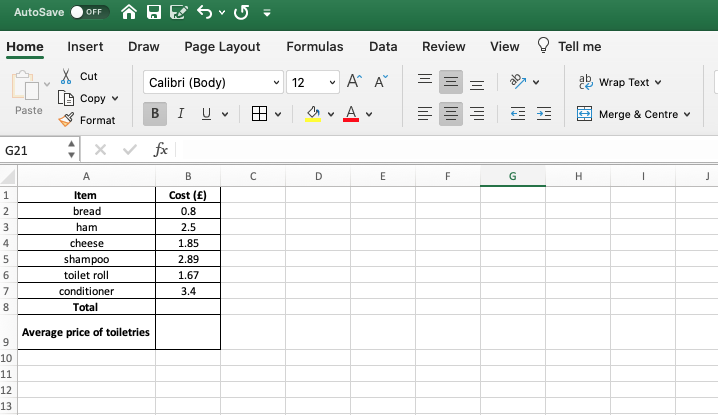 AutoSave OFF
Home Insert Draw Page Layout Formulas Data Review View Tell me
Paste
Cut
Copy
Format
Calibri (Body) 12 A A
B I U A
ab Wrap Text
Merge & Centre
G21 fx
A B C D E F G H I J
1 Item Cost (£)
2 bread 0.8
3 ham 2.5
4 cheese 1.85
5 shampoo 2.89
6 toilet roll 1.67
7 conditioner 3.4
8 Total
9 Average price of toiletries
10
11
12
13